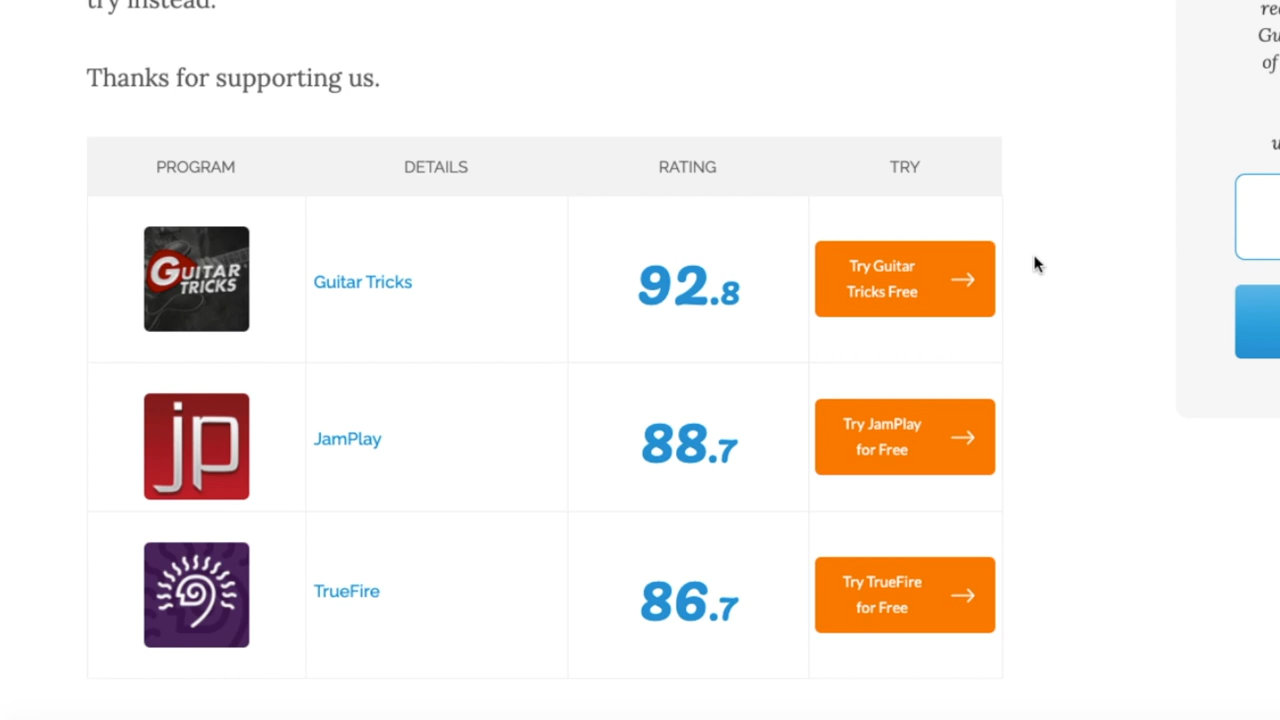 try instead.
Thanks for supporting us.
PROGRAM DETAILS RATING TRY
GUITAR TRICKS
Guitar Tricks
92.8
Try Guitar
Tricks Free
jp
JamPlay
88.7
Try JamPlay
for Free
TrueFire
86.7
Try TrueFire
for Free
of